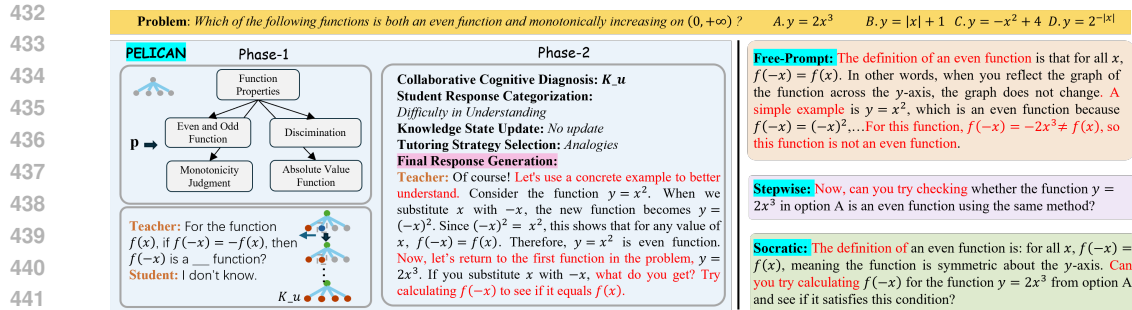 432
433
434
435
436
437
438
439
440
441
Problem: Which of the following functions is both an even function and monotonically increasing on (0, +∞) ? A. y = 2x³ B. y = |x| + 1 C. y = −x² + 4 D. y = 2^{−|x|}
PELICAN
Phase-1
Function
Properties
Even and Odd
Function
Discrimination
p
Monotonicity
Judgment
Absolute Value
Function
Teacher: For the function
f(x), if f(−x) = −f(x), then
f(−x) is a __ function?
Student: I don't know.
K_u
Phase-2
Collaborative Cognitive Diagnosis: K_u
Student Response Categorization:
Difficulty in Understanding
Knowledge State Update: No update
Tutoring Strategy Selection: Analogies
Final Response Generation:
Teacher: Of course! Let's use a concrete example to better
understand. Consider the function y = x². When we
substitute x with −x, the new function becomes y =
(−x)². Since (−x)² = x², this shows that for any value of
x, f(−x) = f(x). Therefore, y = x² is even function.
Now, let's return to the first function in the problem, y =
2x³. If you substitute x with −x, what do you get? Try
calculating f(−x) to see if it equals f(x).
Free-Prompt: The definition of an even function is that for all x,
f(−x) = f(x). In other words, when you reflect the graph of
the function across the y-axis, the graph does not change. A
simple example is y = x², which is an even function because
f(−x) = (−x)²,…For this function, f(−x) = −2x³ ≠ f(x), so
this function is not an even function.
Stepwise: Now, can you try checking whether the function y =
2x³ in option A is an even function using the same method?
Socratic: The definition of an even function is: for all x, f(−x) =
f(x), meaning the function is symmetric about the y-axis. Can
you try calculating f(−x) for the function y = 2x³ from option A
and see if it satisfies this condition?